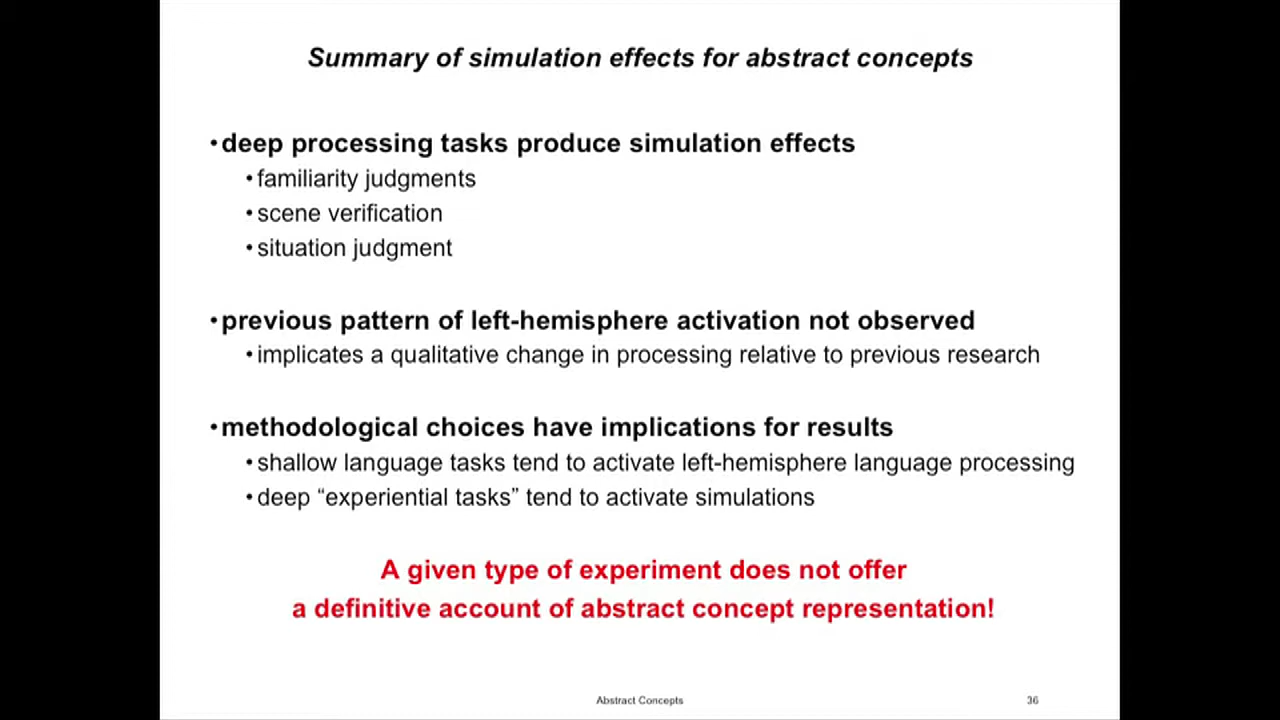 Summary of simulation effects for abstract concepts
•deep processing tasks produce simulation effects
•familiarity judgments
•scene verification
•situation judgment
•previous pattern of left-hemisphere activation not observed
•implicates a qualitative change in processing relative to previous research
•methodological choices have implications for results
•shallow language tasks tend to activate left-hemisphere language processing
•deep “experiential tasks” tend to activate simulations
A given type of experiment does not offer
a definitive account of abstract concept representation!
Abstract Concepts
36